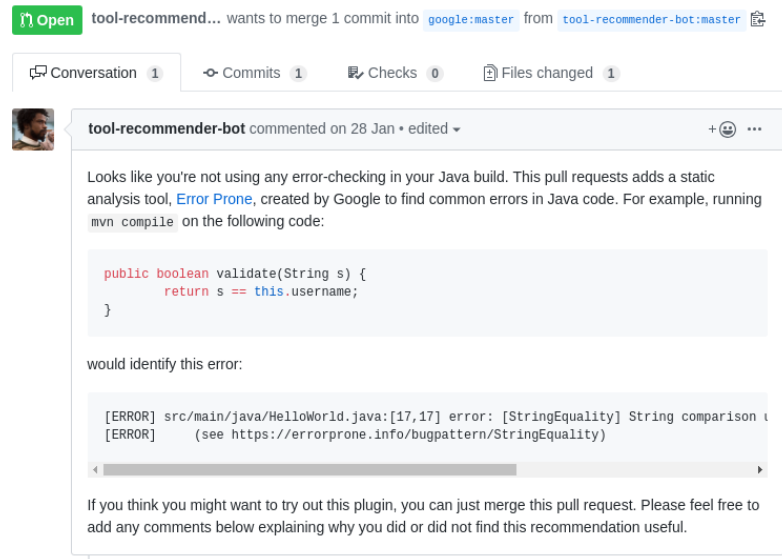 Open tool-recommend... wants to merge 1 commit into google:master from tool-recommender-bot:master
Conversation 1 Commits 1 Checks 0 Files changed 1
tool-recommender-bot commented on 28 Jan • edited
Looks like you're not using any error-checking in your Java build. This pull requests adds a static
analysis tool, Error Prone, created by Google to find common errors in Java code. For example, running
mvn compile on the following code:
public boolean validate(String s) {
return s == this.username;
}
would identify this error:
[ERROR] src/main/java/HelloWorld.java:[17,17] error: [StringEquality] String comparison
[ERROR] (see https://errorprone.info/bugpattern/StringEquality)
If you think you might want to try out this plugin, you can just merge this pull request. Please feel free to
add any comments below explaining why you did or did not find this recommendation useful.